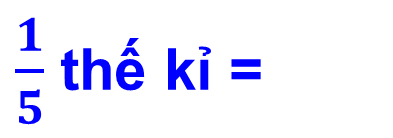 1/5 thế kỉ =